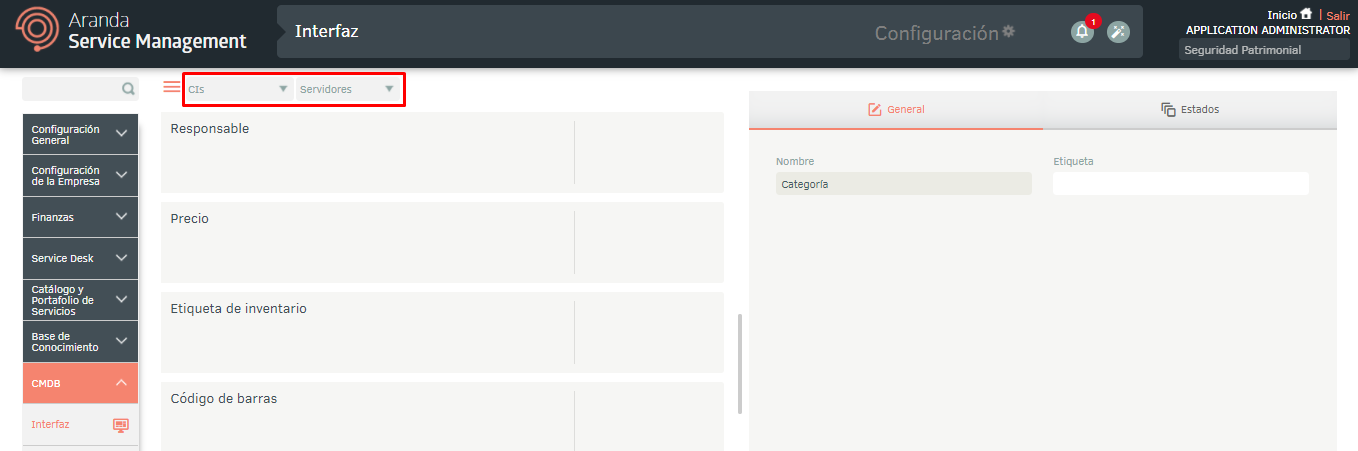 Aranda
Service Management
Interfaz
Configuración
1
Inicio | Salir
APPLICATION ADMINISTRATOR
Seguridad Patrimonial
CIs
Servidores
Configuración
General
Configuración
de la Empresa
Finanzas
Service Desk
Catálogo y
Portafolio de
Servicios
Base de
Conocimiento
CMDB
Interfaz
Responsable
Precio
Etiqueta de inventario
Código de barras
General
Estados
Nombre
Etiqueta
Categoría